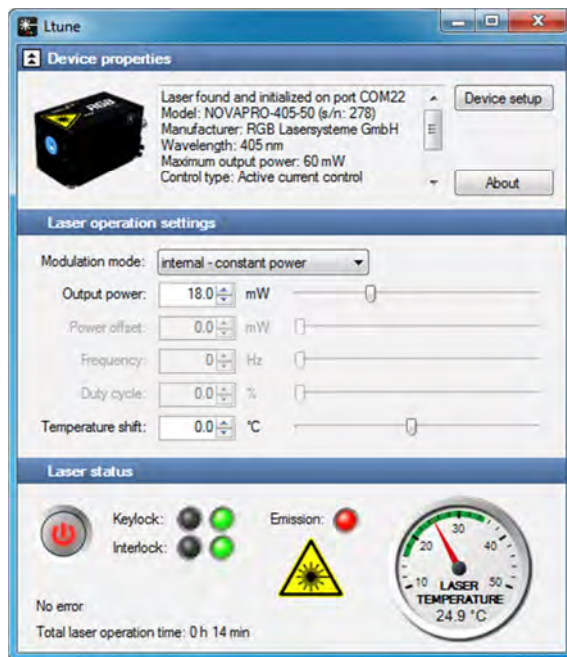 Ltune
Device properties
Laser found and initialized on port COM22
Model: NOVAPRO-405-50 (s/n: 278)
Manufacturer: RGB Lasersysteme GmbH
Wavelength: 405 nm
Maximum output power: 60 mW
Control type: Active current control
Device setup
About
RGB
Laser operation settings
Modulation mode: internal - constant power
Output power: 18.0 mW
Power offset: 0.0 mW
Frequency: 0 Hz
Duty cycle: 0.0 %
Temperature shift: 0.0 °C
Laser status
Keylock:
Interlock:
Emission:
10 20 30 40 50
LASER
TEMPERATURE
24.9 °C
No error
Total laser operation time: 0 h 14 min